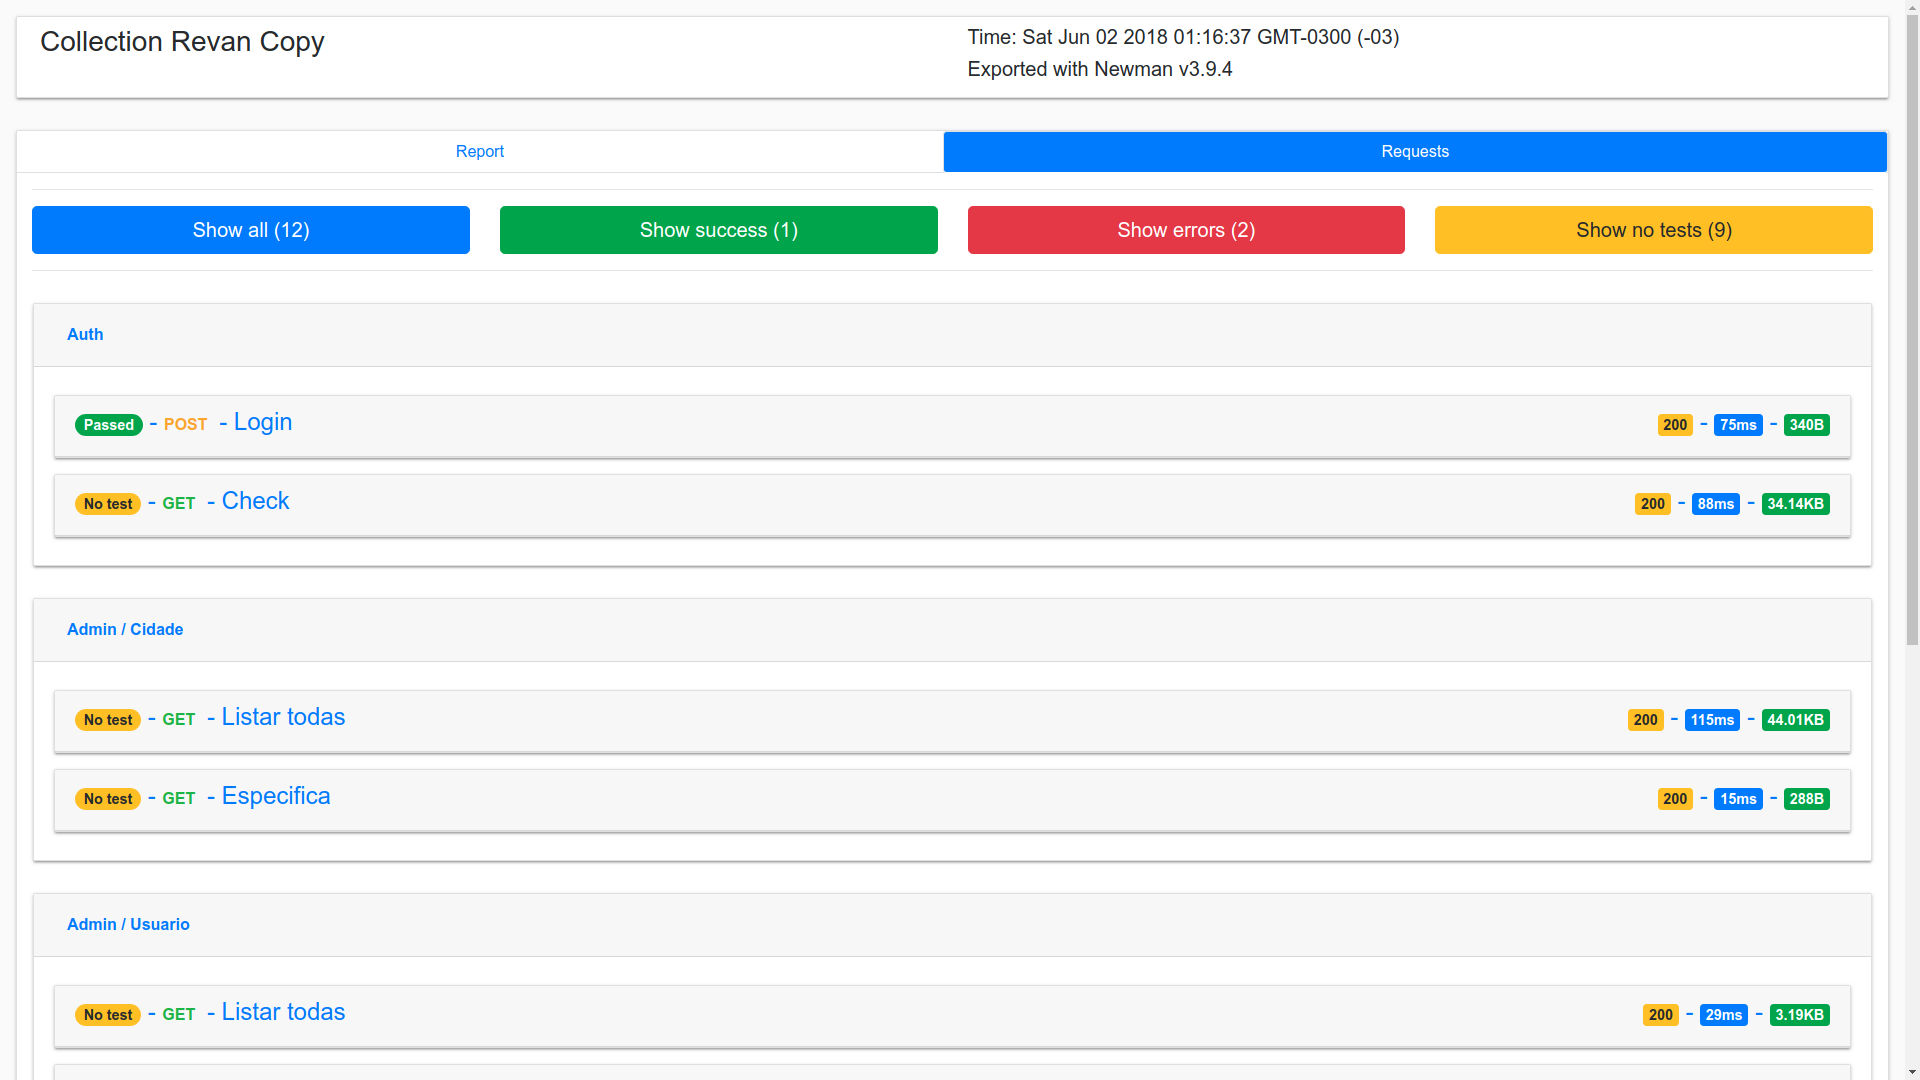 Collection Revan Copy
Time: Sat Jun 02 2018 01:16:37 GMT-0300 (-03)
Exported with Newman v3.9.4
Report Requests
Show all (12) Show success (1) Show errors (2) Show no tests (9)
Auth
Passed - POST - Login 200 - 75ms - 340B
No test - GET - Check 200 - 88ms - 34.14KB
Admin / Cidade
No test - GET - Listar todas 200 - 115ms - 44.01KB
No test - GET - Especifica 200 - 15ms - 288B
Admin / Usuario
No test - GET - Listar todas 200 - 29ms - 3.19KB